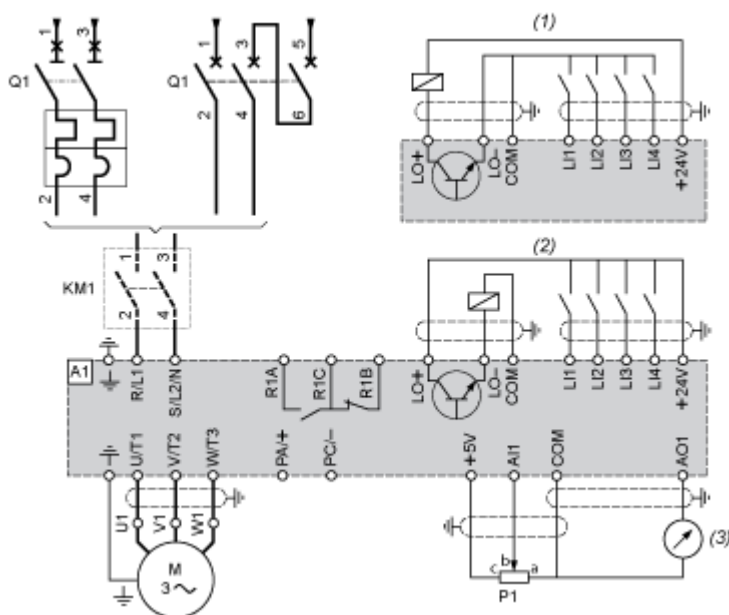 1 3
Q1
2 4
1 3 5
Q1
2 4 6
(1)
LO+
LO-
COM
LI1
LI2
LI3
LI4
+24V
1 3
KM1
2 4
(2)
A1
R/L1
S/L2/N
R1A
R1C
R1B
LO+
LO-
COM
LI1
LI2
LI3
LI4
+24V
U/T1
V/T2
W/T3
PA/+
PC/–
+5V
AI1
COM
AO1
U1
V1
W1
M
3
c b a
P1
(3)